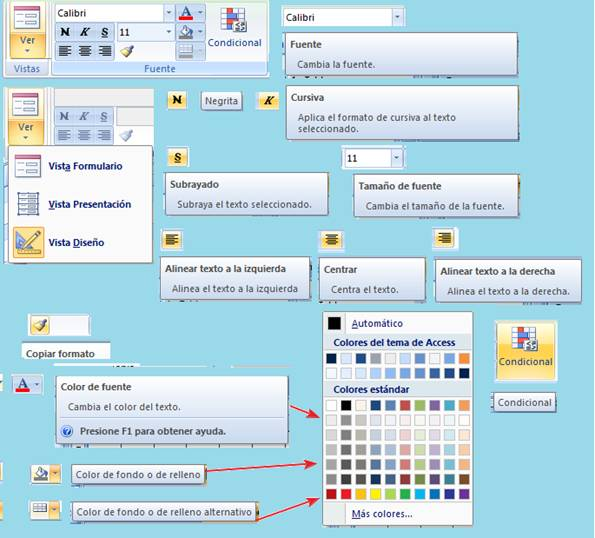 Calibri
A
Ver
N K S
11
Condicional
Vistas
Fuente
Calibri
Fuente
Cambia la fuente.
Ver
N K S
N
Negrita
K
Cursiva
Aplica el formato de cursiva al texto
seleccionado.
Vista Formulario
Vista Presentación
Vista Diseño
S
Subrayado
Subraya el texto seleccionado.
11
Tamaño de fuente
Cambia el tamaño de la fuente.
Alinear texto a la izquierda
Alinea el texto a la izquierda
Centrar
Centra el texto.
Alinear texto a la derecha
Alinea el texto a la derecha.
Copiar formato
A
Color de fuente
Cambia el color del texto.
Presione F1 para obtener ayuda.
Color de fondo o de relleno
Color de fondo o de relleno alternativo
Automático
Colores del tema de Access
Colores estándar
Más colores...
Condicional
Condicional